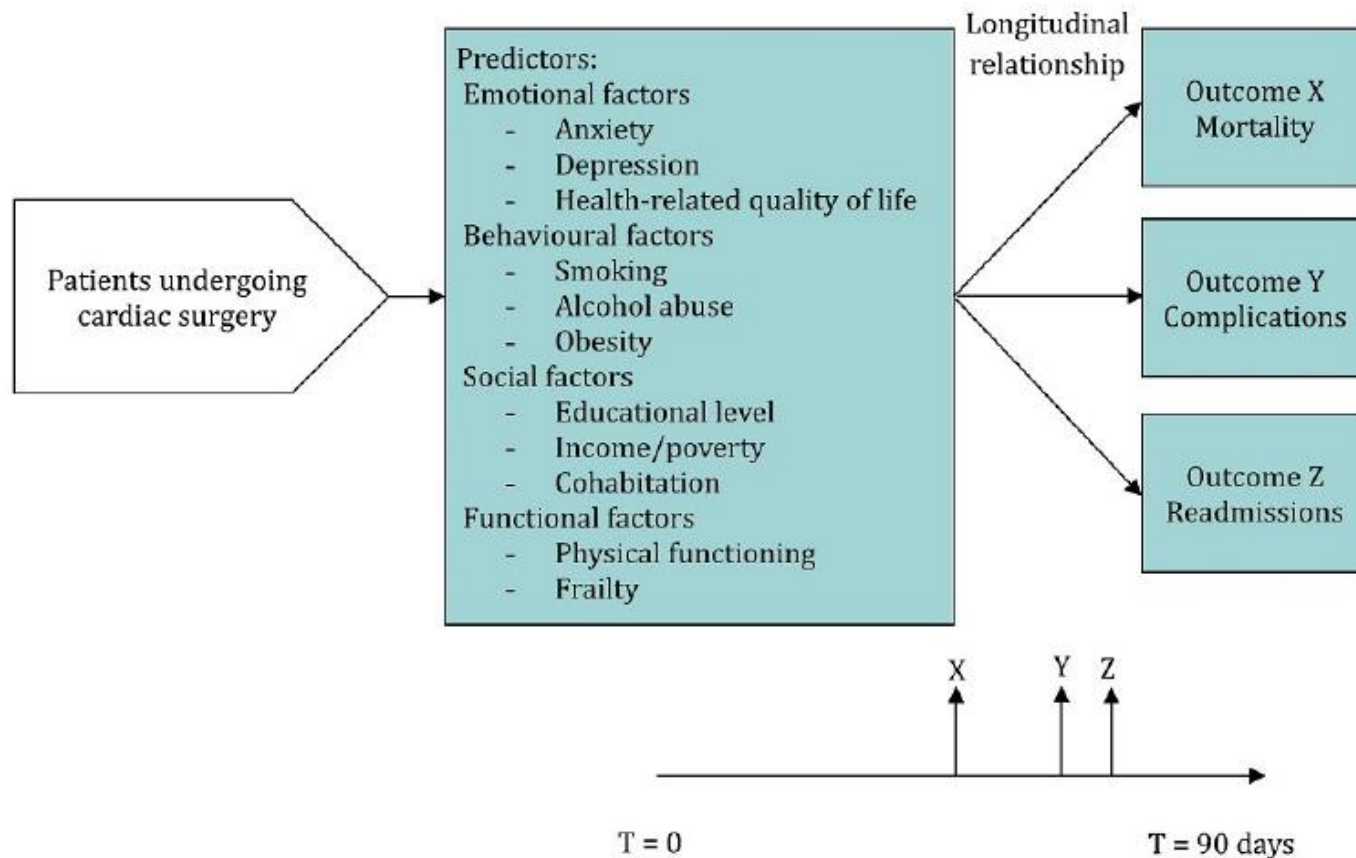 Patients undergoing
cardiac surgery
Predictors:
Emotional factors
- Anxiety
- Depression
- Health-related quality of life
Behavioural factors
- Smoking
- Alcohol abuse
- Obesity
Social factors
- Educational level
- Income/poverty
- Cohabitation
Functional factors
- Physical functioning
- Frailty
Longitudinal
relationship
Outcome X
Mortality
Outcome Y
Complications
Outcome Z
Readmissions
X Y Z
T = 0 T = 90 days